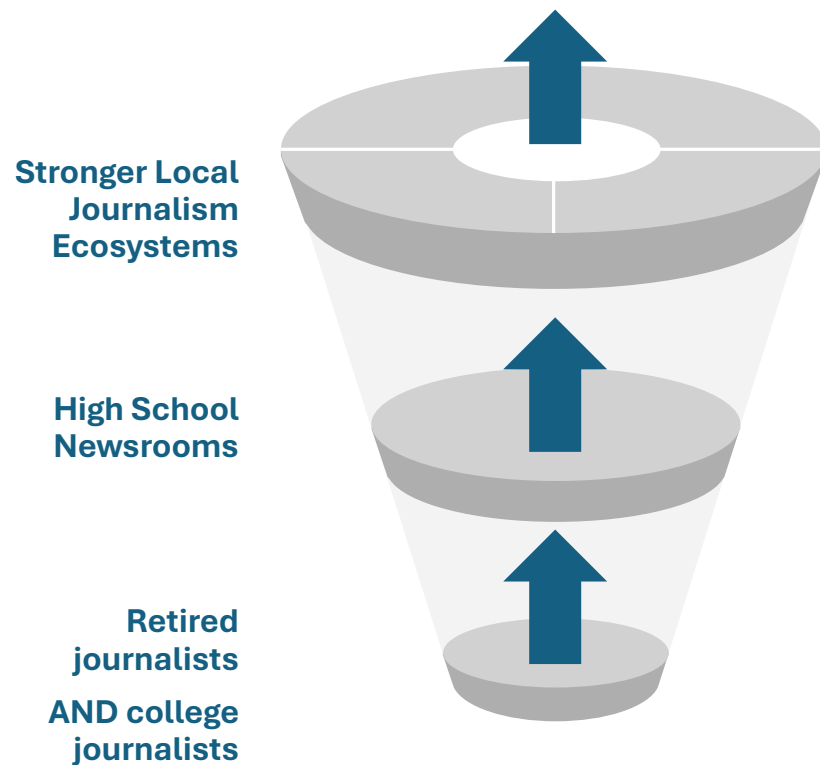 Stronger Local
Journalism
Ecosystems
High School
Newsrooms
Retired
journalists
AND college
journalists